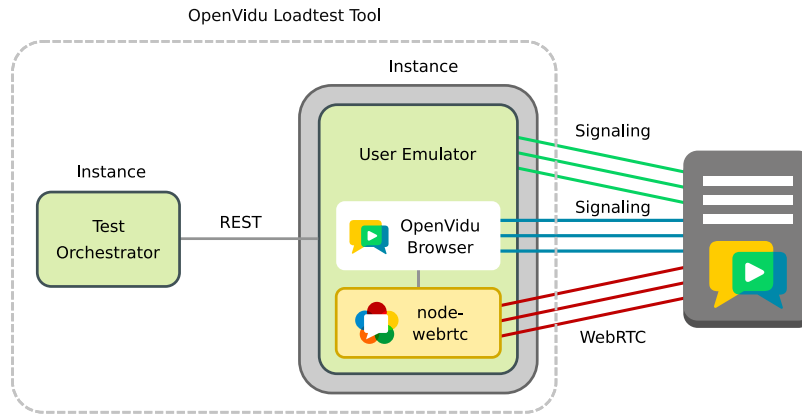 OpenVidu Loadtest Tool
Instance
User Emulator
Signaling
Instance
Test
Orchestrator
REST
OpenVidu
Browser
Signaling
node-
webrtc
WebRTC